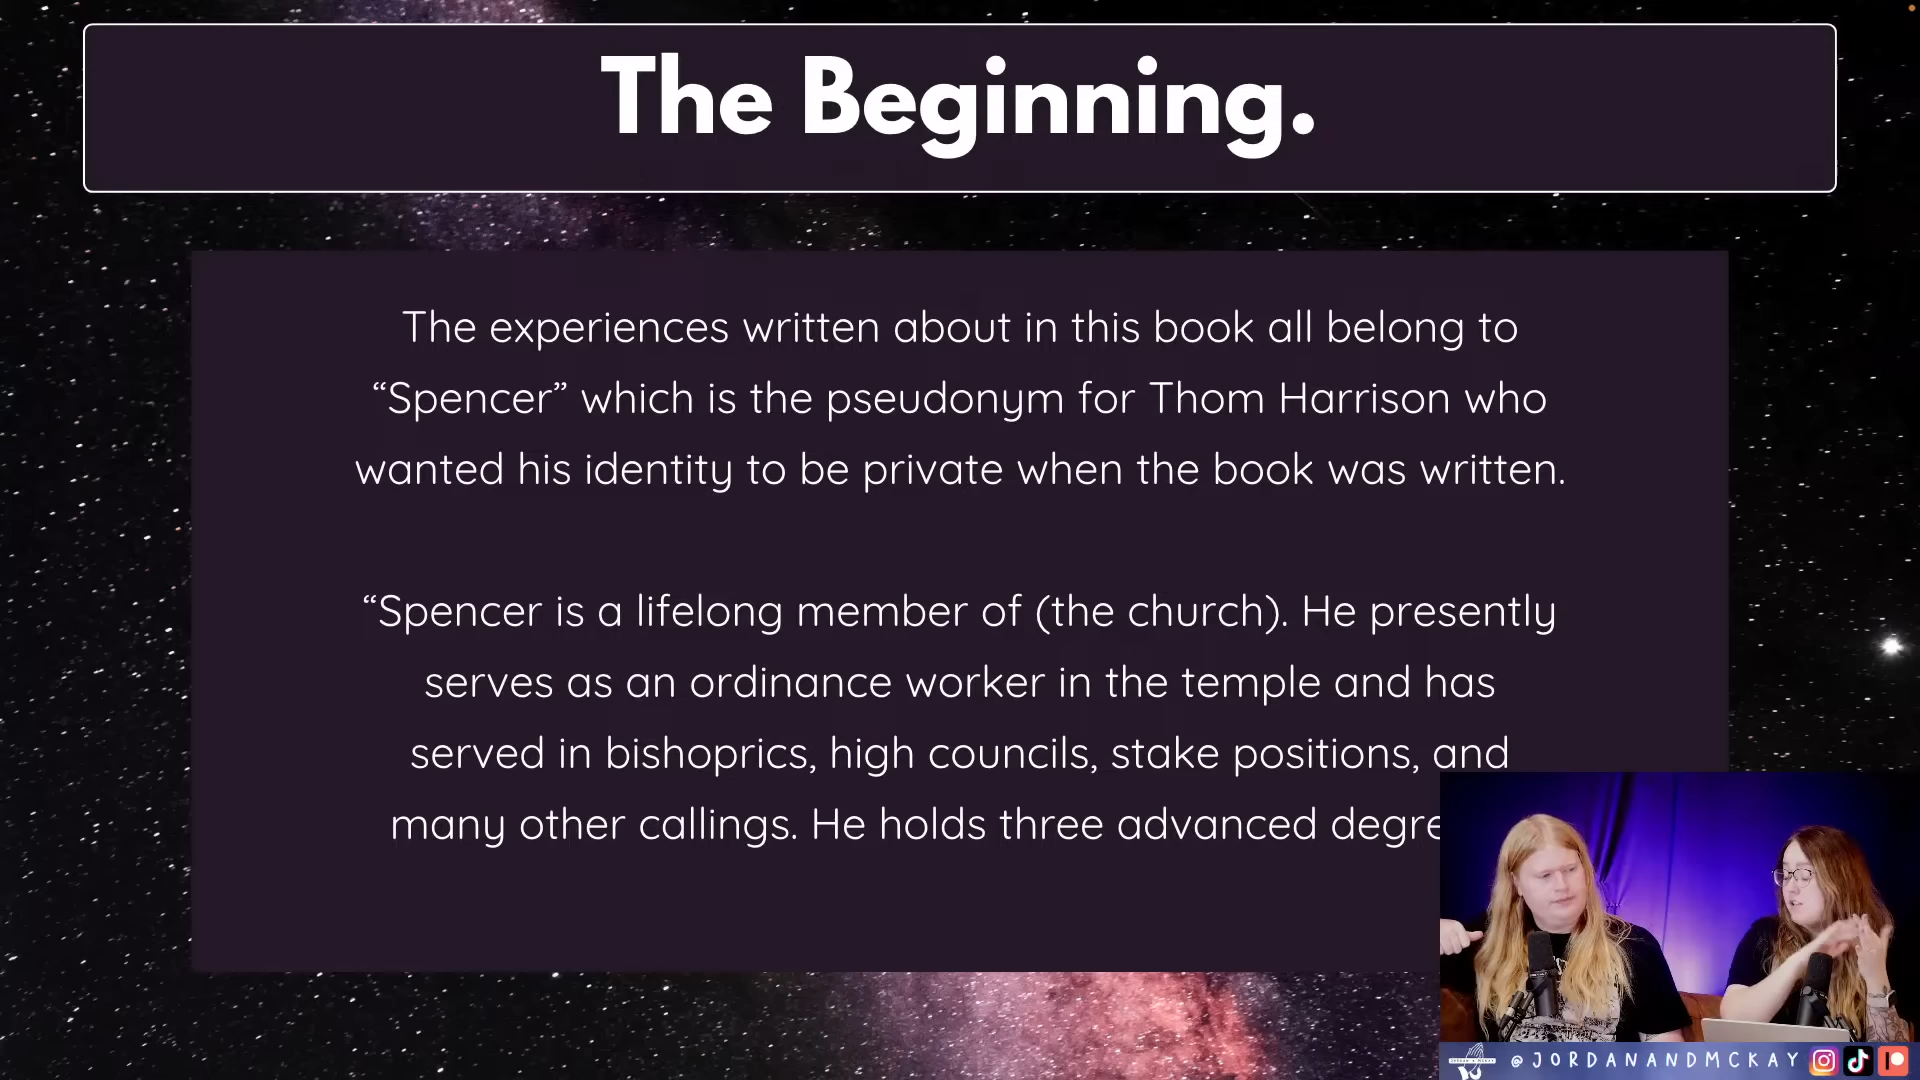 The Beginning.
The experiences written about in this book all belong to
“Spencer” which is the pseudonym for Thom Harrison who
wanted his identity to be private when the book was written.
“Spencer is a lifelong member of (the church). He presently
serves as an ordinance worker in the temple and has
served in bishoprics, high councils, stake positions, and
many other callings. He holds three advanced degre
@JORDANANDMCKAY